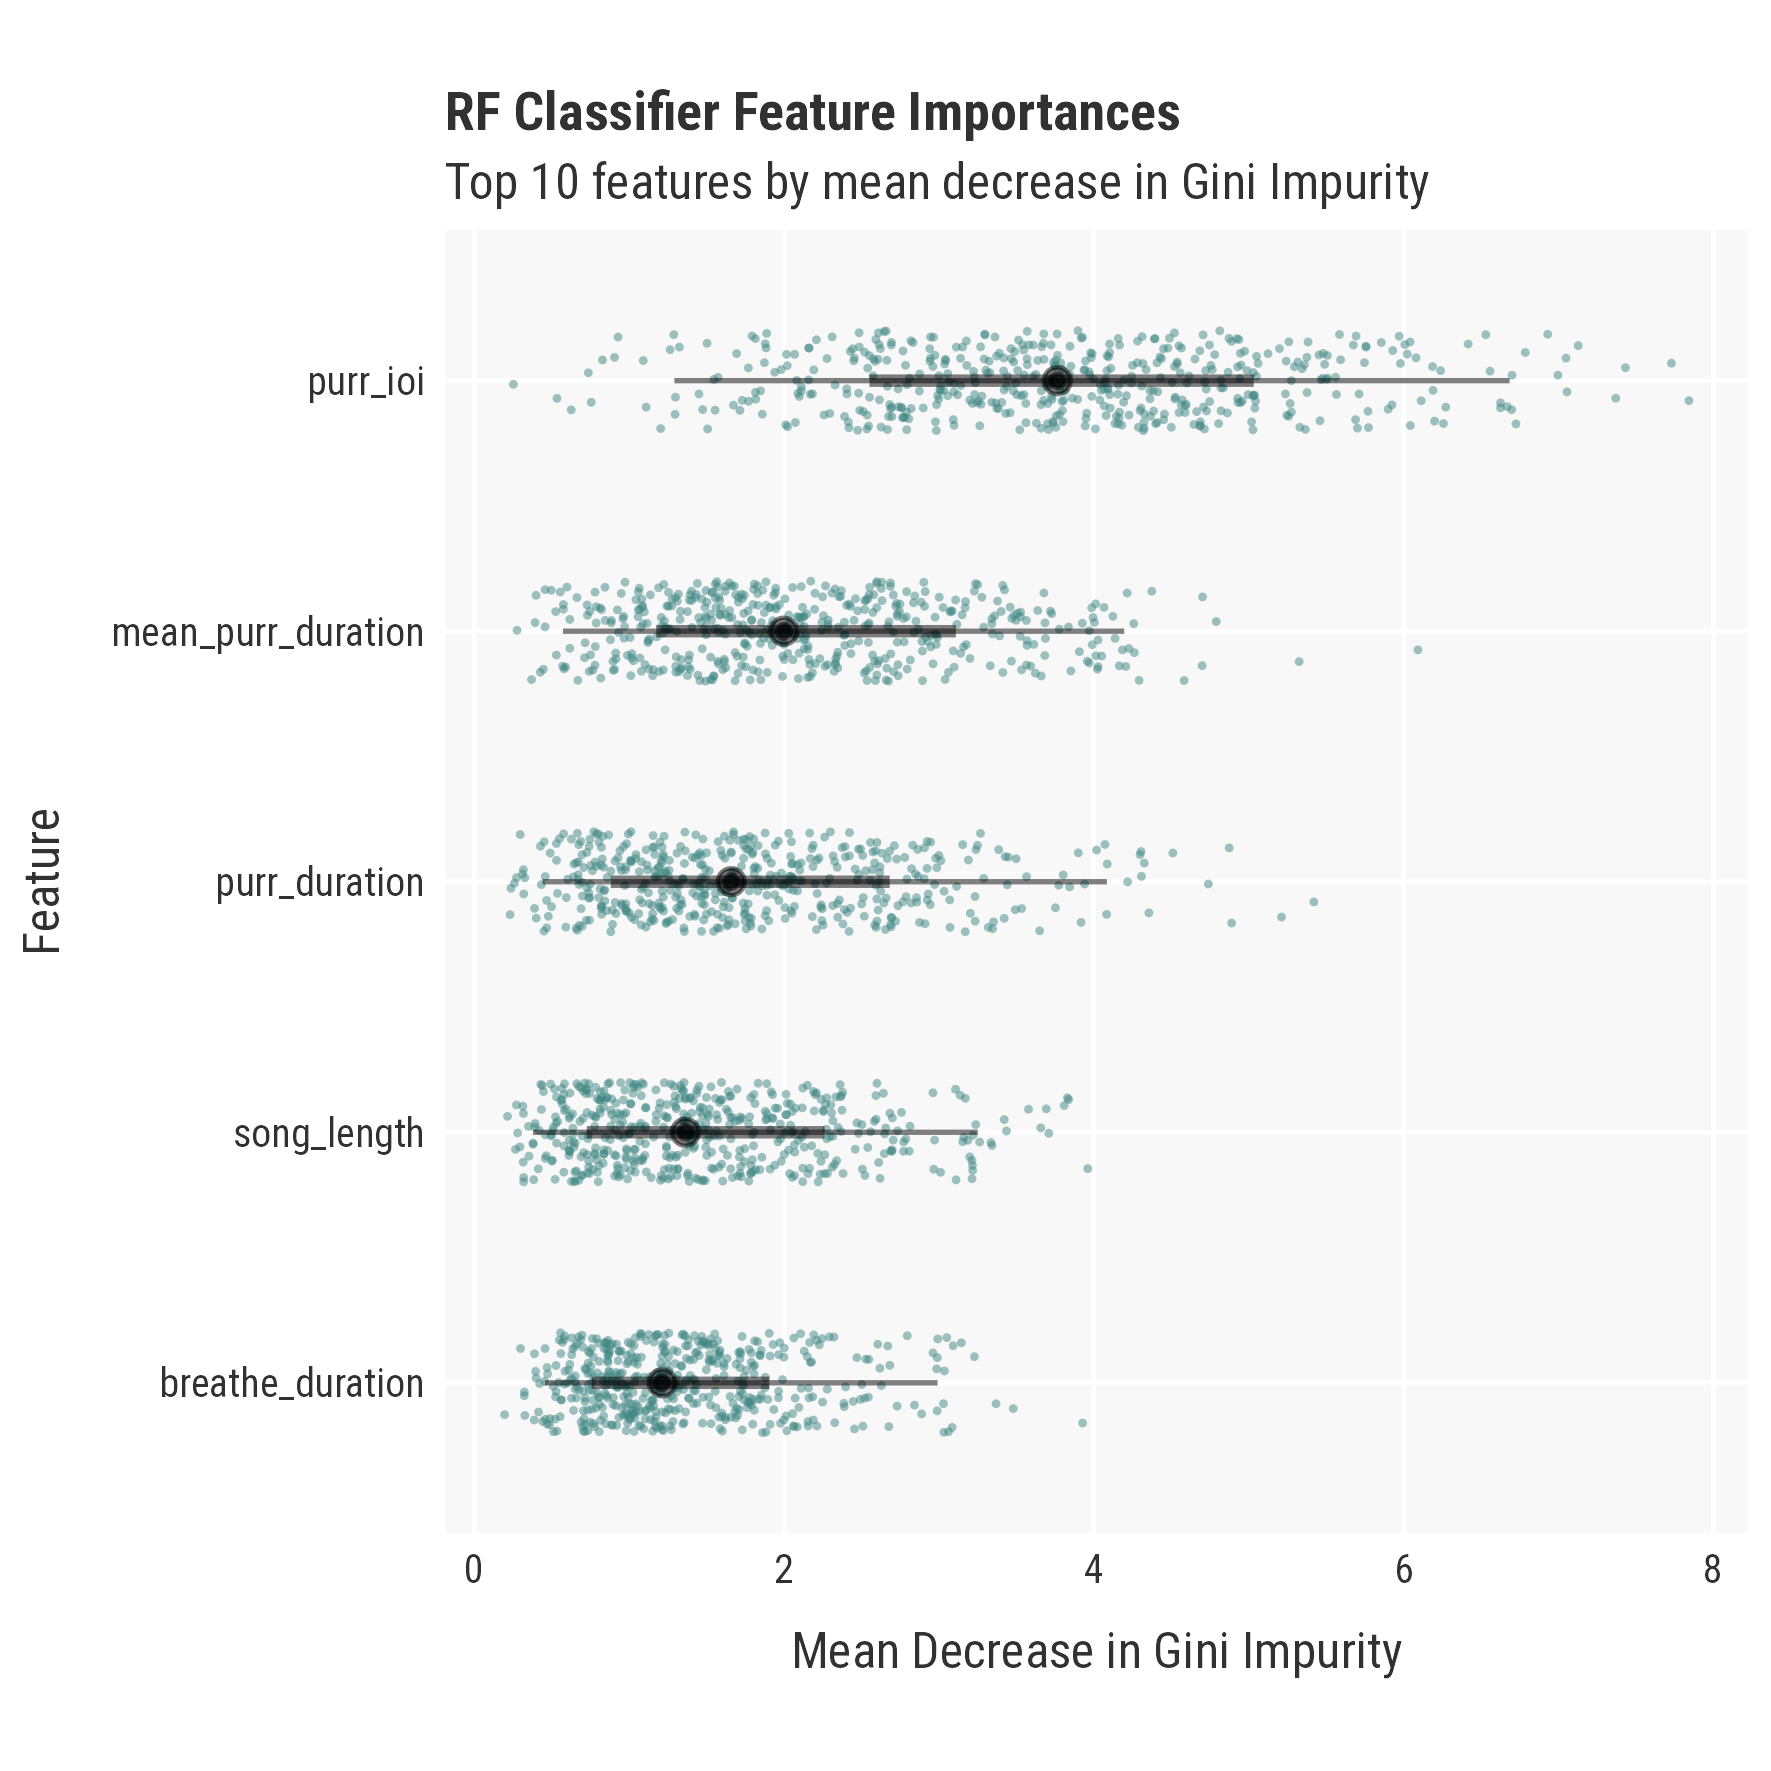 RF Classifier Feature Importances
Top 10 features by mean decrease in Gini Impurity
Feature
purr_ioi
mean_purr_duration
purr_duration
song_length
breathe_duration
0 2 4 6 8
Mean Decrease in Gini Impurity